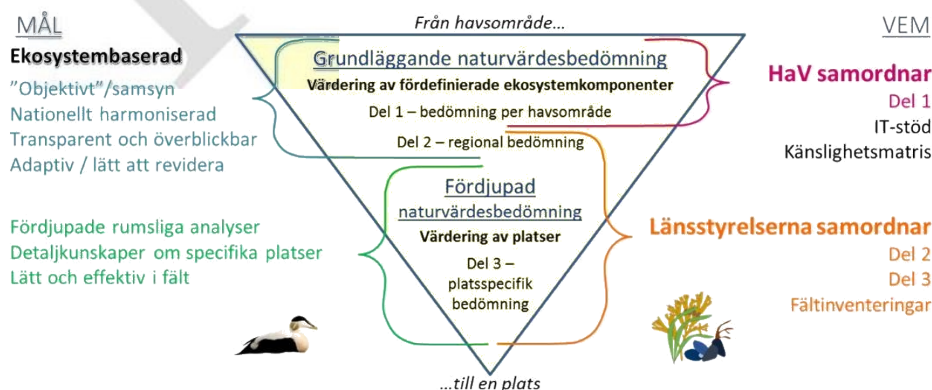 Från havsområde...
MÅL
Ekosystembaserad
"Objektivt"/samsyn
Nationellt harmoniserad
Transparent och överblickbar
Adaptiv / lätt att revidera
Fördjupade rumsliga analyser
Detaljkunskaper om specifika platser
Lätt och effektiv i fält
Grundläggande naturvärdesbedömning
Värdering av fördefinierade ekosystemkomponenter
Del 1 – bedömning per havsområde
Del 2 – regional bedömning
Fördjupad
naturvärdesbedömning
Värdering av platser
Del 3 –
platsspecifik
bedömning
VEM
HaV samordnar
Del 1
IT-stöd
Känslighetsmatris
Länsstyrelserna samordnar
Del 2
Del 3
Fältinventeringar
...till en plats